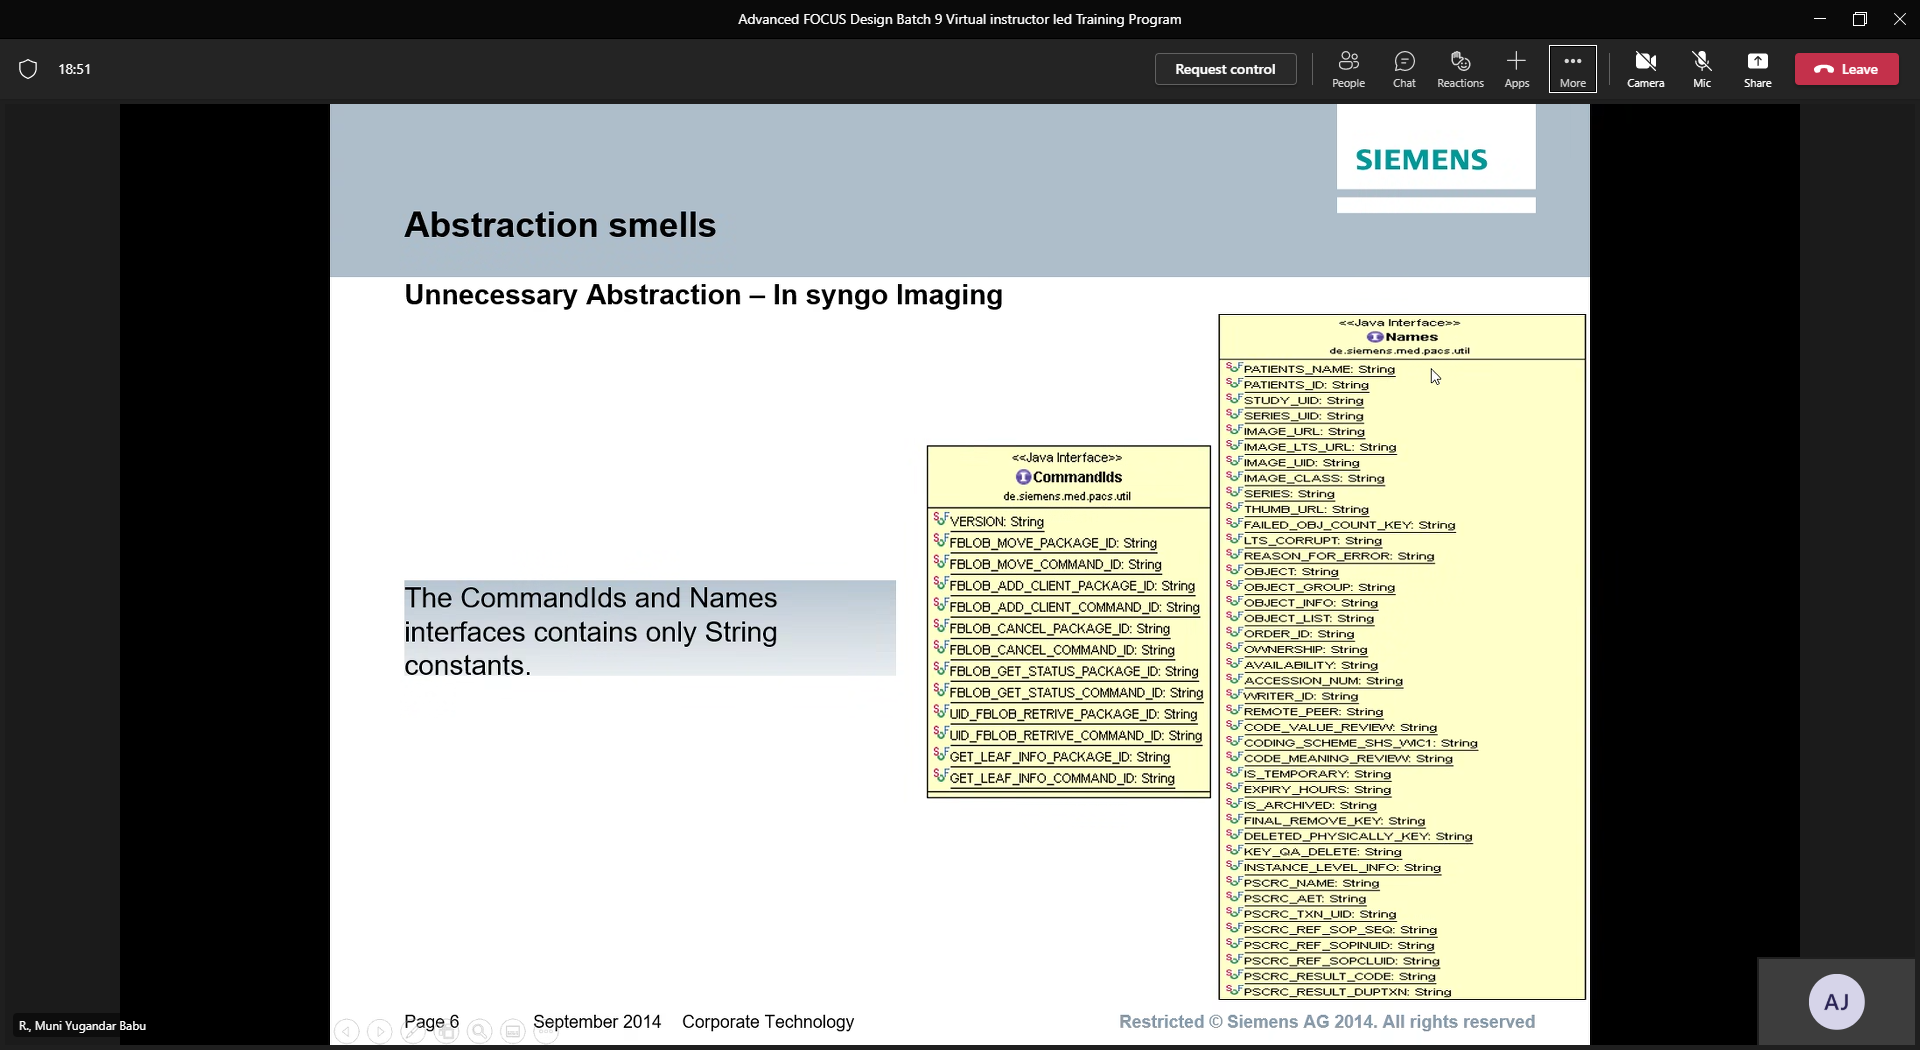 Advanced FOCUS Design Batch 9 Virtual instructor led Training Program
18:51
Request control
People
Chat
Reactions
Apps
More
Camera
Mic
Share
Leave
SIEMENS
Abstraction smells
Unnecessary Abstraction – In syngo Imaging
The CommandIds and Names
interfaces contains only String
constants.
<<Java Interface>>
CommandIds
de.siemens.med.pacs.util
VERSION: String
FBLOB_MOVE_PACKAGE_ID: String
FBLOB_MOVE_COMMAND_ID: String
FBLOB_ADD_CLIENT_PACKAGE_ID: String
FBLOB_ADD_CLIENT_COMMAND_ID: String
FBLOB_CANCEL_PACKAGE_ID: String
FBLOB_CANCEL_COMMAND_ID: String
FBLOB_GET_STATUS_PACKAGE_ID: String
FBLOB_GET_STATUS_COMMAND_ID: String
UID_FBLOB_RETRIVE_PACKAGE_ID: String
UID_FBLOB_RETRIVE_COMMAND_ID: String
GET_LEAF_INFO_PACKAGE_ID: String
GET_LEAF_INFO_COMMAND_ID: String
<<Java Interface>>
Names
de.siemens.med.pacs.util
PATIENTS_NAME: String
PATIENTS_ID: String
STUDY_UID: String
SERIES_UID: String
IMAGE_URL: String
IMAGE_LTS_URL: String
IMAGE_UID: String
IMAGE_CLASS: String
SERIES: String
THUMB_URL: String
FAILED_OBJ_COUNT_KEY: String
LTS_CORRUPT: String
REASON_FOR_ERROR: String
OBJECT: String
OBJECT_GROUP: String
OBJECT_INFO: String
OBJECT_LIST: String
ORDER_ID: String
OWNERSHIP: String
AVAILABILITY: String
ACCESSION_NUM: String
WRITER_ID: String
REMOTE_PEER: String
CODE_VALUE_REVIEW: String
CODING_SCHEME_SHS_WIC1: String
CODE_MEANING_REVIEW: String
IS_TEMPORARY: String
EXPIRY_HOURS: String
IS_ARCHIVED: String
FINAL_REMOVE_KEY: String
DELETED_PHYSICALLY_KEY: String
KEY_QA_DELETE: String
INSTANCE_LEVEL_INFO: String
PSCRC_NAME: String
PSCRC_AET: String
PSCRC_TXN_UID: String
PSCRC_REF_SOP_SEQ: String
PSCRC_REF_SOPINUID: String
PSCRC_REF_SOPCLUID: String
PSCRC_RESULT_CODE: String
PSCRC_RESULT_DUPTXN: String
Page 6 September 2014 Corporate Technology
Restricted © Siemens AG 2014. All rights reserved
R., Muni Yugandar Babu
AJ